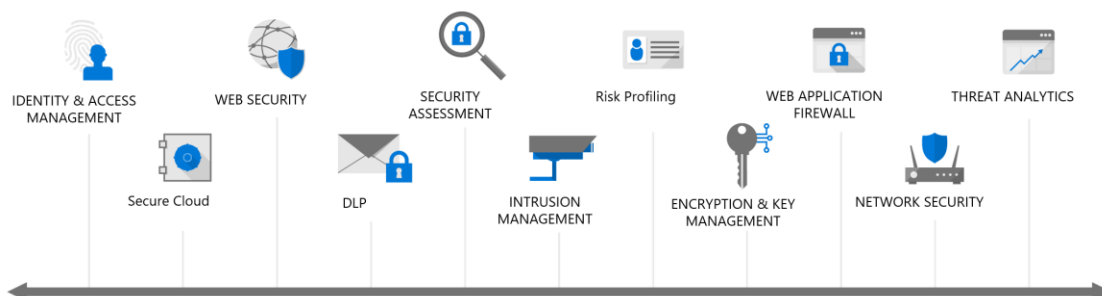 IDENTITY & ACCESS
MANAGEMENT
WEB SECURITY
SECURITY
ASSESSMENT
Risk Profiling
WEB APPLICATION
FIREWALL
THREAT ANALYTICS
Secure Cloud
DLP
INTRUSION
MANAGEMENT
ENCRYPTION & KEY
MANAGEMENT
NETWORK SECURITY